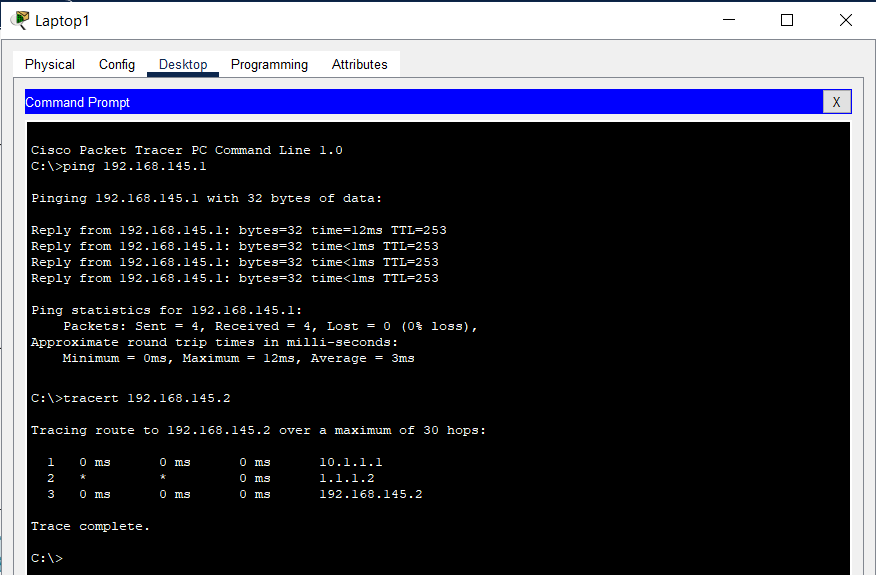 Laptop1
Physical Config Desktop Programming Attributes
Command Prompt X
Cisco Packet Tracer PC Command Line 1.0
C:\>ping 192.168.145.1
Pinging 192.168.145.1 with 32 bytes of data:
Reply from 192.168.145.1: bytes=32 time=12ms TTL=253
Reply from 192.168.145.1: bytes=32 time<1ms TTL=253
Reply from 192.168.145.1: bytes=32 time<1ms TTL=253
Reply from 192.168.145.1: bytes=32 time<1ms TTL=253
Ping statistics for 192.168.145.1:
    Packets: Sent = 4, Received = 4, Lost = 0 (0% loss),
Approximate round trip times in milli-seconds:
    Minimum = 0ms, Maximum = 12ms, Average = 3ms
C:\>tracert 192.168.145.2
Tracing route to 192.168.145.2 over a maximum of 30 hops:
  1   0 ms      0 ms      0 ms      10.1.1.1
  2   *         *         0 ms      1.1.1.2
  3   0 ms      0 ms      0 ms      192.168.145.2
Trace complete.
C:\>